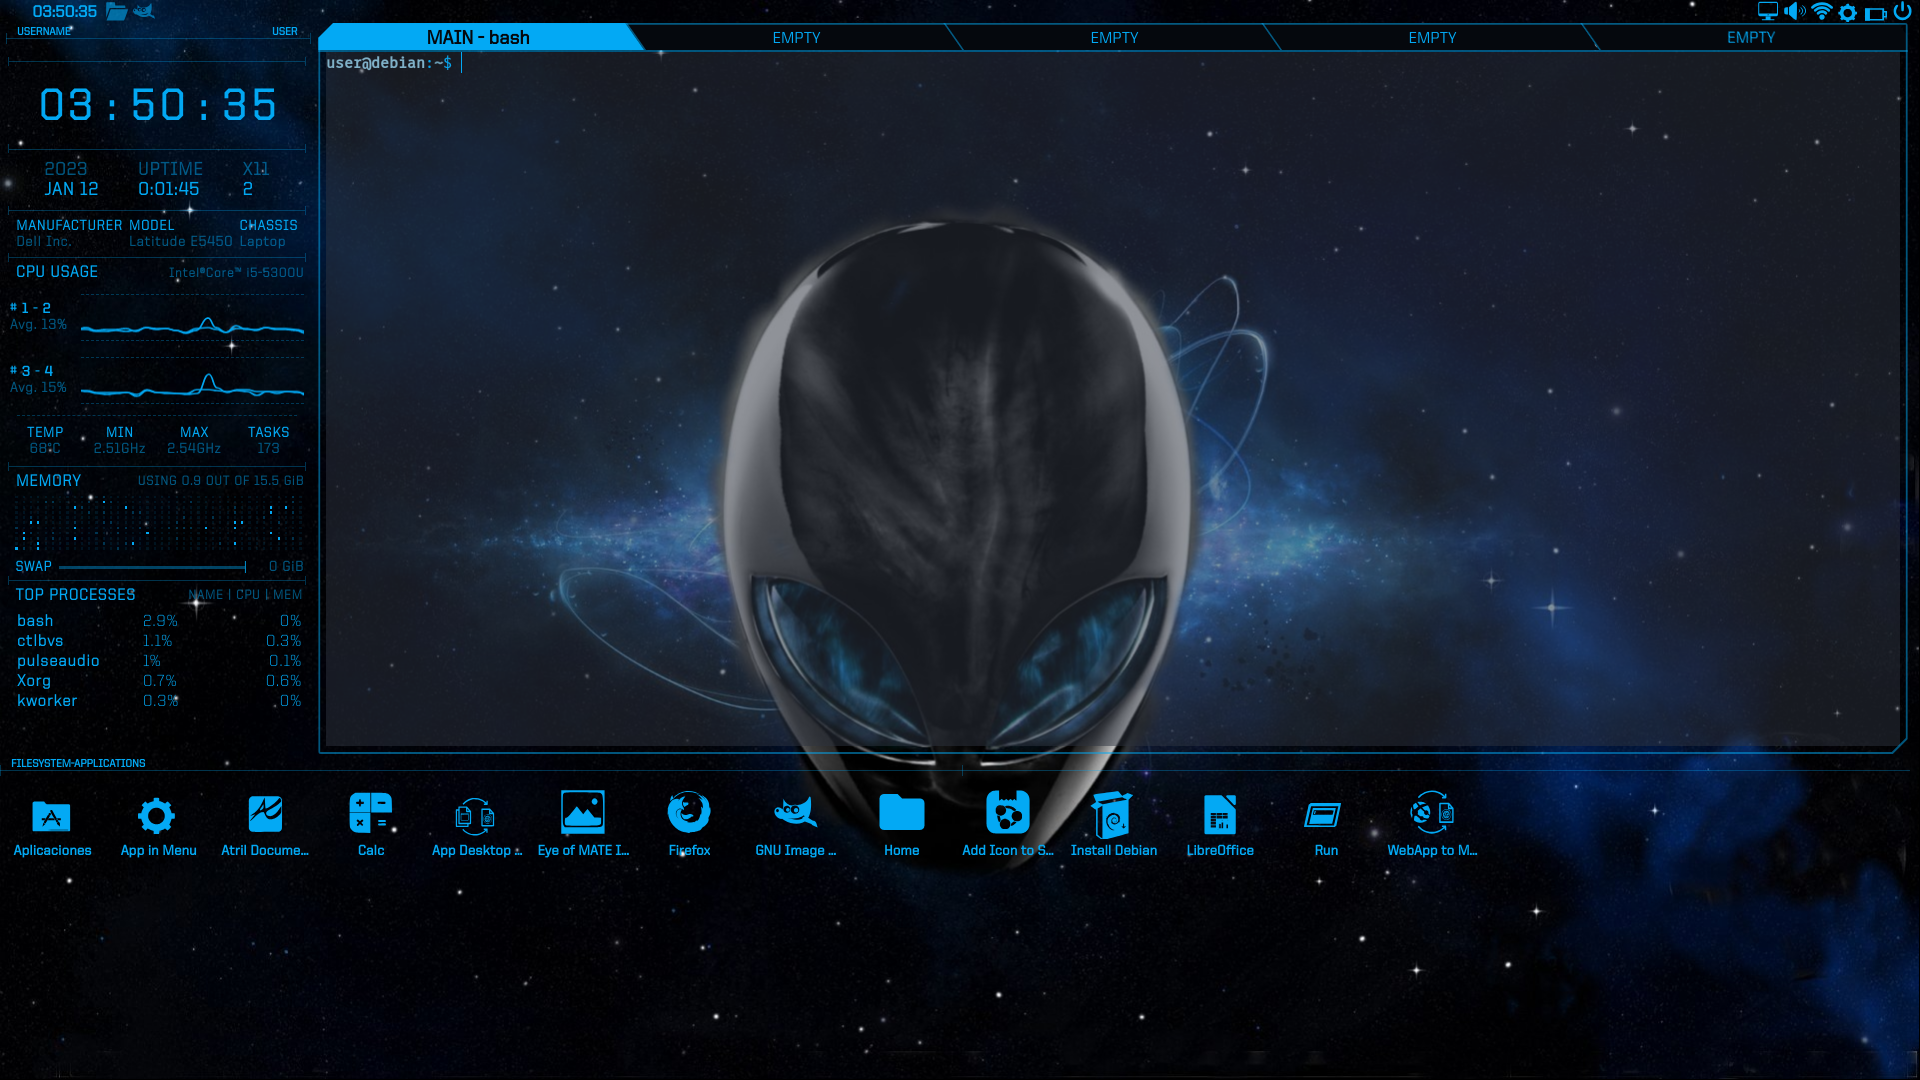 03:50:35
USERNAME USER
MAIN - bash EMPTY EMPTY EMPTY EMPTY
user@debian:~$
03:50:35
2023 UPTIME X11
JAN 12 0:01:45 2
MANUFACTURER MODEL CHASSIS
Dell Inc. Latitude E5450 Laptop
CPU USAGE Intel®Core™ i5-5300U
# 1 - 2
Avg. 13%
# 3 - 4
Avg. 15%
TEMP MIN MAX TASKS
68°C 2.51GHz 2.54GHz 173
MEMORY USING 0.9 OUT OF 15.5 GiB
SWAP 0 GiB
TOP PROCESSES NAME | CPU | MEM
bash 2.9% 0%
ctlbvs 1.1% 0.3%
pulseaudio 1% 0.1%
Xorg 0.7% 0.6%
kworker 0.3% 0%
FILESYSTEM-APPLICATIONS
Aplicaciones App in Menu Atril Docume... Calc App Desktop ... Eye of MATE I... Firefox GNU Image ... Home Add Icon to S... Install Debian LibreOffice Run WebApp to M...